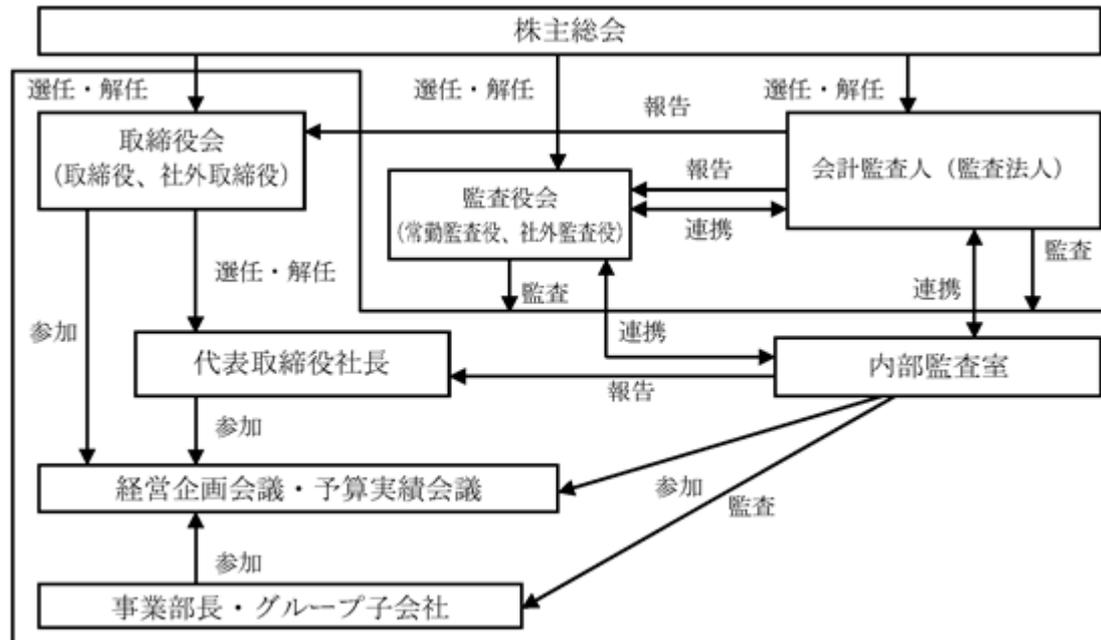 株主総会
選任・解任
選任・解任
選任・解任
取締役会
(取締役、社外取締役)
報告
会計監査人（監査法人）
監査役会
(常勤監査役、社外監査役)
報告
連携
選任・解任
監査
連携
監査
参加
連携
代表取締役社長
報告
内部監査室
参加
経営企画会議・予算実績会議
参加
監査
参加
事業部長・グループ子会社